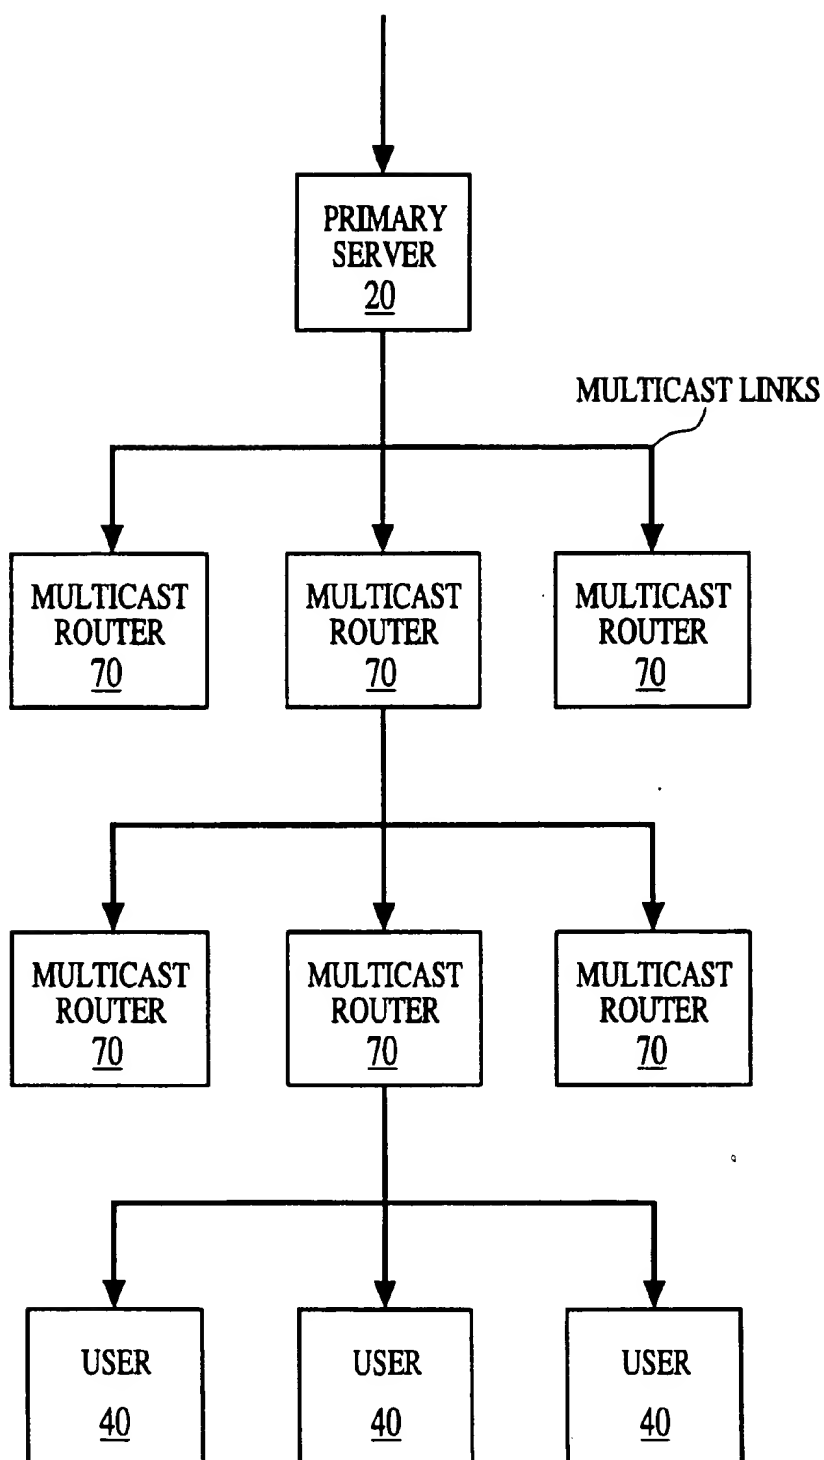 PRIMARY
SERVER
20
MULTICAST LINKS
MULTICAST
ROUTER
70
MULTICAST
ROUTER
70
MULTICAST
ROUTER
70
MULTICAST
ROUTER
70
MULTICAST
ROUTER
70
MULTICAST
ROUTER
70
USER
40
USER
40
USER
40